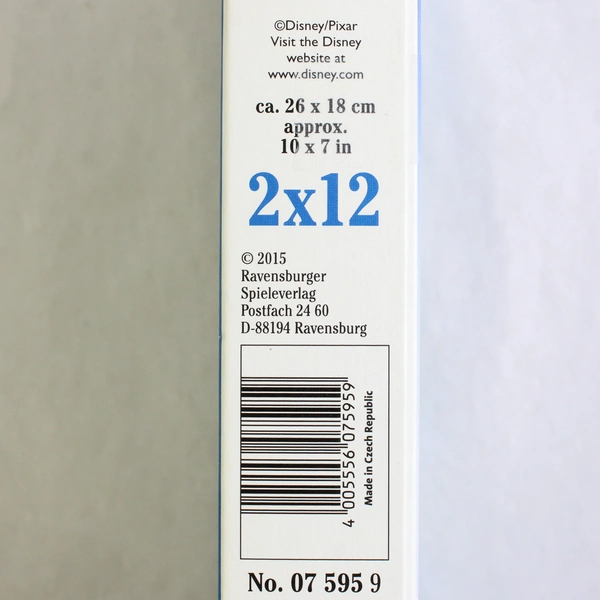 ©Disney/Pixar
Visit the Disney
website at
www.disney.com
ca. 26 x 18 cm
approx.
10 x 7 in
2x12
© 2015
Ravensburger
Spieleverlag
Postfach 24 60
D-88194 Ravensburg
4 005556 075959
Made in Czech Republic
No. 07 595 9